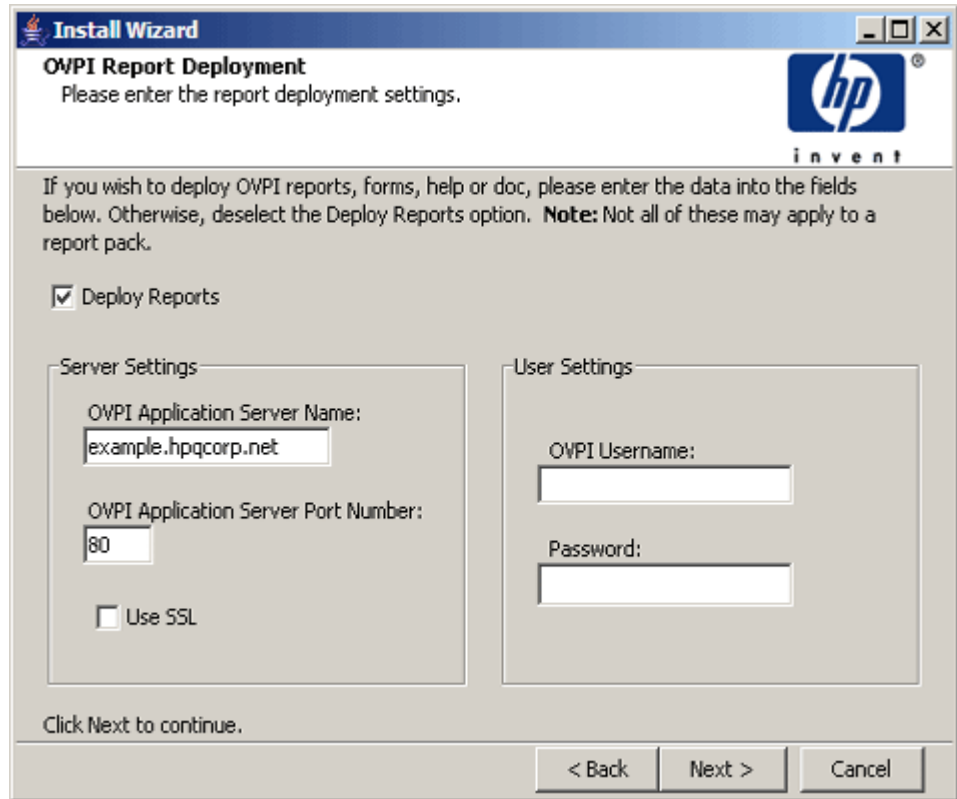 Install Wizard
OVPI Report Deployment
Please enter the report deployment settings.
hp
®
invent
If you wish to deploy OVPI reports, forms, help or doc, please enter the data into the fields
below. Otherwise, deselect the Deploy Reports option. Note: Not all of these may apply to a
report pack.
Deploy Reports
Server Settings
OVPI Application Server Name:
example.hpqcorp.net
OVPI Application Server Port Number:
80
Use SSL
User Settings
OVPI Username:
Password:
Click Next to continue.
< Back
Next >
Cancel